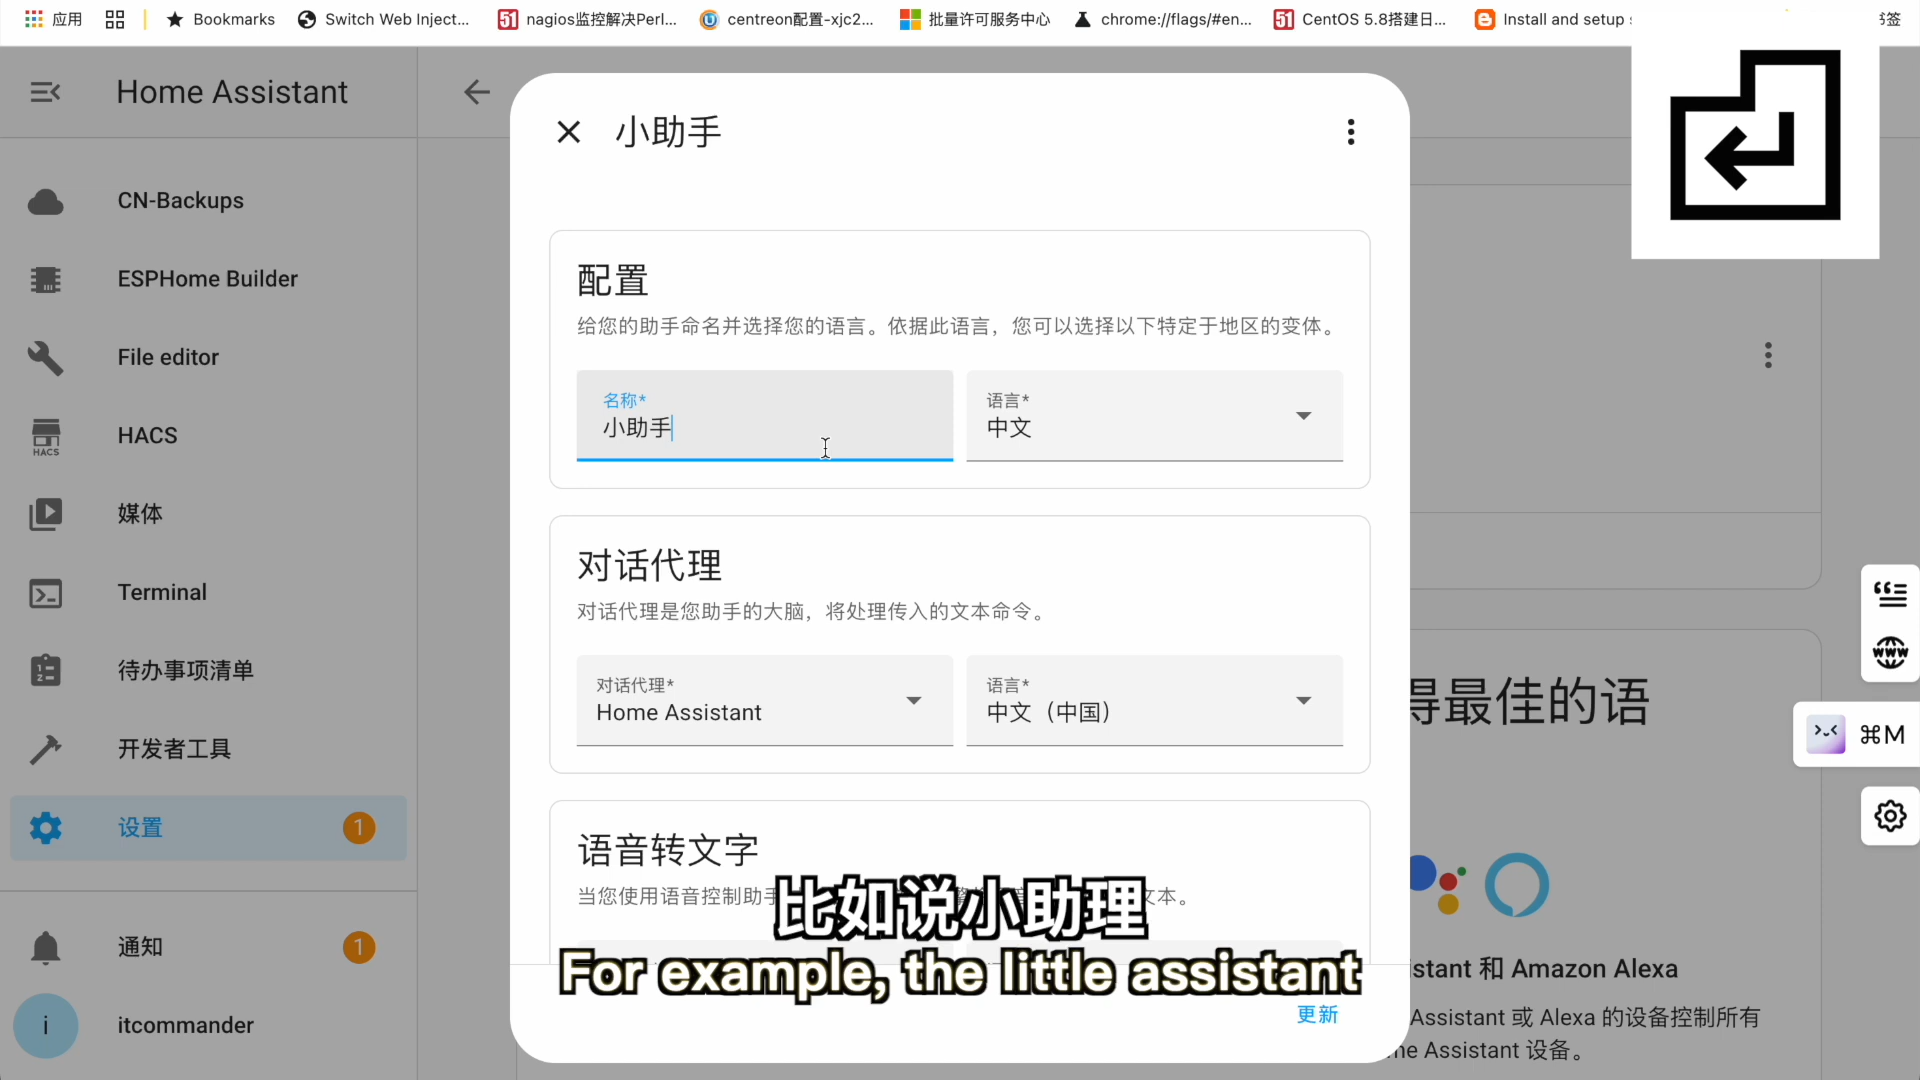 应用
Bookmarks
Switch Web Inject...
51
nagios监控解决Perl...
centreon配置-xjc2...
批量许可服务中心
chrome://flags/#en...
51
CentOS 5.8搭建日...
Install and setup
书签
Home Assistant
CN-Backups
ESPHome Builder
File editor
HACS
HACS
媒体
Terminal
待办事项清单
开发者工具
设置
1
通知
1
i
itcommander
小助手
配置
给您的助手命名并选择您的语言。依据此语言，您可以选择以下特定于地区的变体。
名称*
小助手
语言*
中文
对话代理
对话代理是您助手的大脑，将处理传入的文本命令。
对话代理*
Home Assistant
语言*
中文（中国）
语音转文字
当您使用语音控制助手
文本。
比如说小助理
For example, the little assistant
更新
得最佳的语
istant 和 Amazon Alexa
Assistant 或 Alexa 的设备控制所有
me Assistant 设备。
www
⌘M